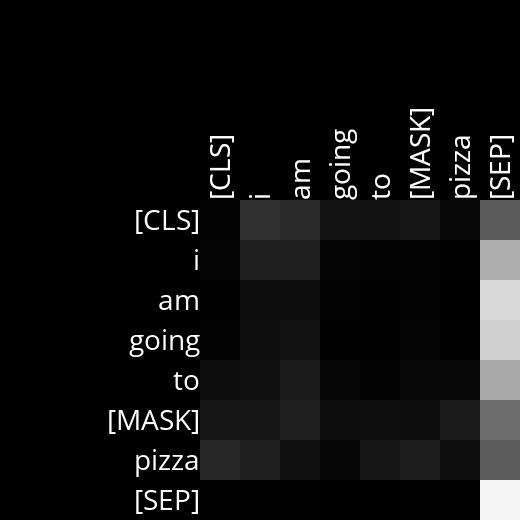 [CLS] i am going to [MASK] pizza [SEP]
[CLS]
i
am
going
to
[MASK]
pizza
[SEP]